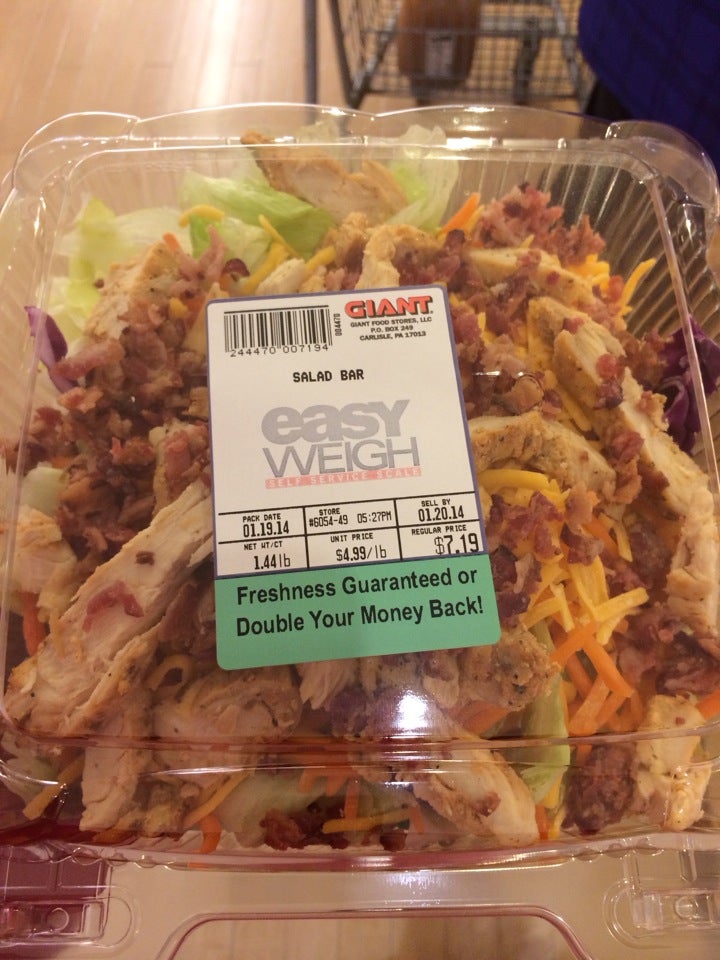 GIANT
GIANT FOOD STORES, LLC
P.O. BOX 249
CARLISLE, PA 17013
004470
244470 007194
SALAD BAR
easy
WEIGH
SELF SERVICE SCALE
PACK DATE
01.19.14
STORE
#6054-49 05:27PM
SELL BY
01.20.14
NET WT/CT
1.44lb
UNIT PRICE
$4.99/lb
REGULAR PRICE
$7.19
Freshness Guaranteed or
Double Your Money Back!